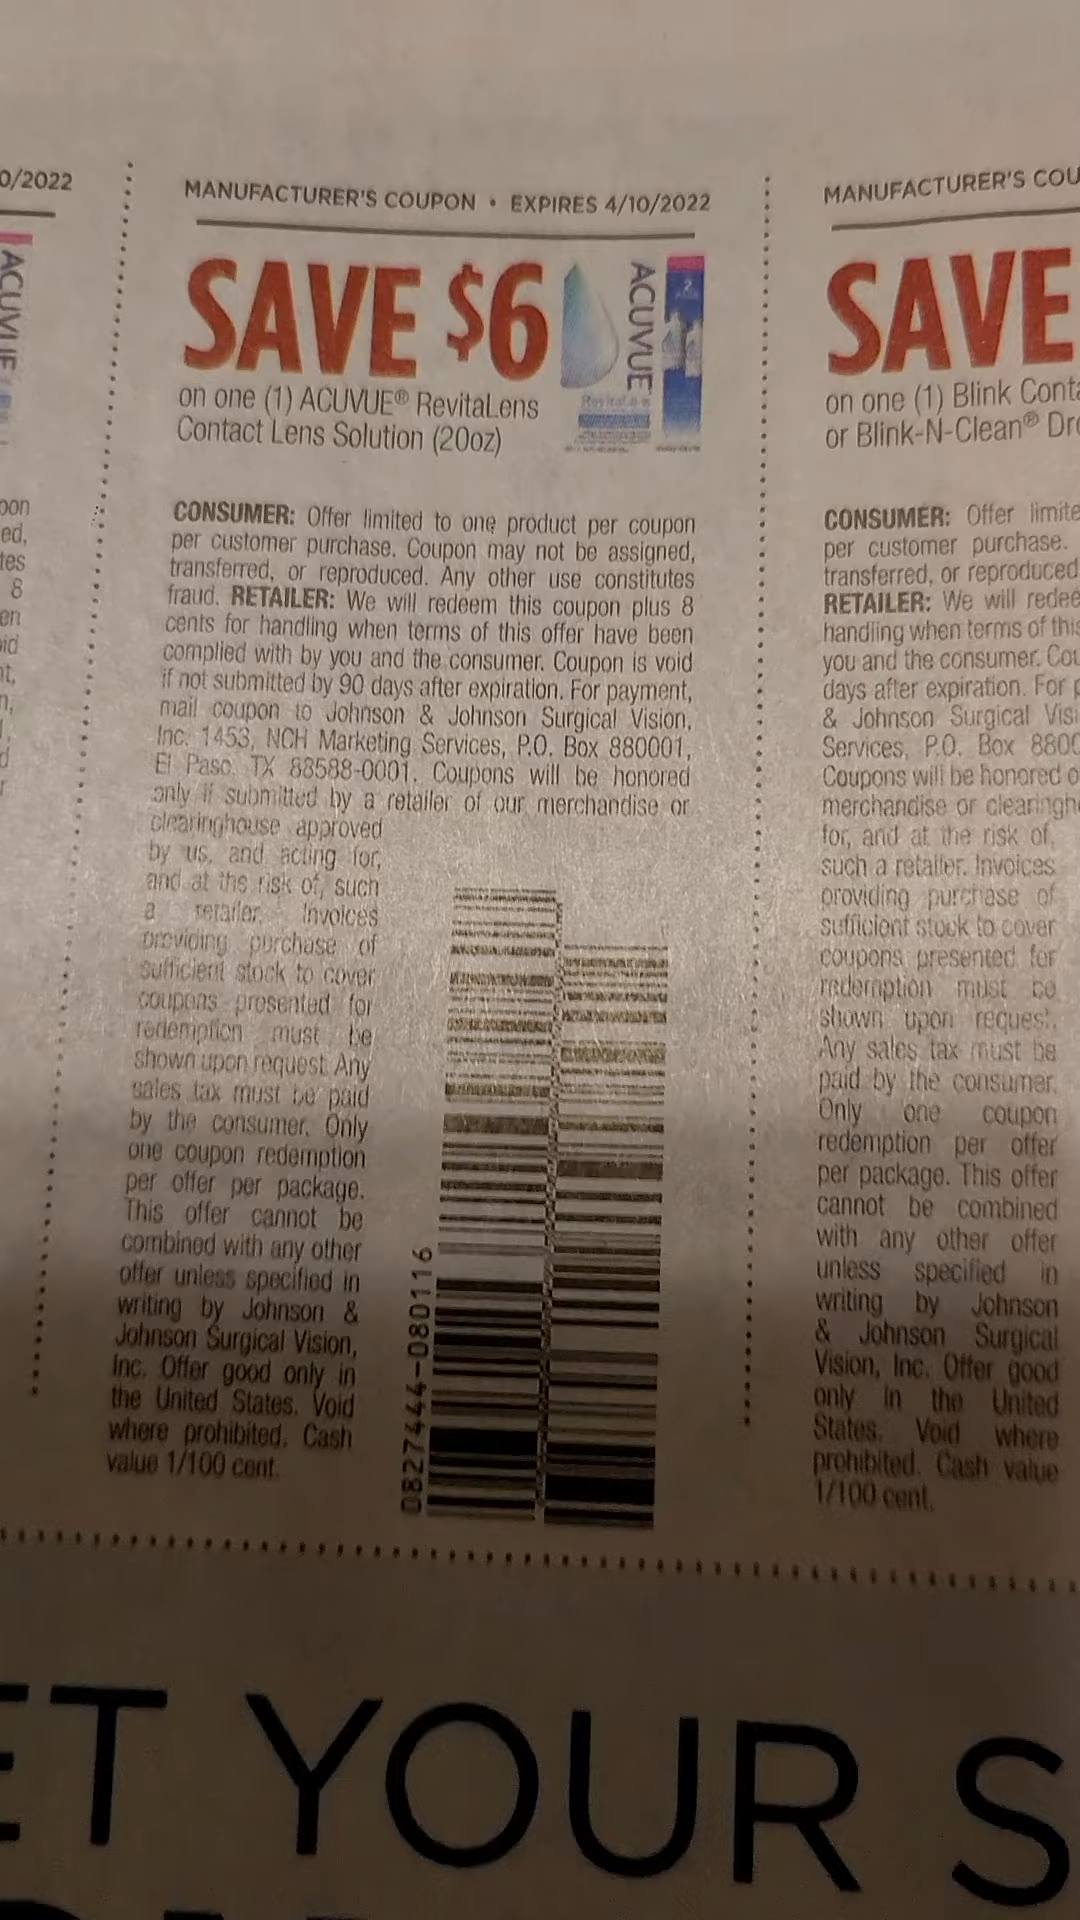 0/2022
ACUVUE
pon
ed,
tes
8
en
oid
nt,
n,
d
r
MANUFACTURER'S COUPON • EXPIRES 4/10/2022
SAVE $6
ACUVUE
2
RevitaLens
on one (1) ACUVUE® RevitaLens
Contact Lens Solution (20oz)
CONSUMER: Offer limited to one product per coupon
per customer purchase. Coupon may not be assigned,
transferred, or reproduced. Any other use constitutes
fraud. RETAILER: We will redeem this coupon plus 8
cents for handling when terms of this offer have been
complied with by you and the consumer. Coupon is void
if not submitted by 90 days after expiration. For payment,
mail coupon to Johnson & Johnson Surgical Vision,
Inc. 1453, NCH Marketing Services, P.O. Box 880001,
El Paso, TX 88588-0001. Coupons will be honored
only if submitted by a retailer of our merchandise or
clearinghouse approved
by us, and acting for,
and at the risk of, such
a retailer. Invoices
providing purchase of
sufficient stock to cover
coupons presented for
redemption must be
shown upon request. Any
sales tax must be paid
by the consumer. Only
one coupon redemption
per offer per package.
This offer cannot be
combined with any other
offer unless specified in
writing by Johnson &
Johnson Surgical Vision,
Inc. Offer good only in
the United States. Void
where prohibited. Cash
value 1/100 cent.
0827444-080116
MANUFACTURER'S COU
SAVE
on one (1) Blink Conta
or Blink-N-Clean® Dro
CONSUMER: Offer limite
per customer purchase.
transferred, or reproduced
RETAILER: We will redee
handling when terms of this
you and the consumer. Cou
days after expiration. For p
& Johnson Surgical Visi
Services, P.O. Box 8800
Coupons will be honored o
merchandise or clearingh
for, and at the risk of,
such a retailer. Invoices
providing purchase of
sufficient stock to cover
coupons presented for
redemption must be
shown upon request.
Any sales tax must be
paid by the consumer.
Only one coupon
redemption per offer
per package. This offer
cannot be combined
with any other offer
unless specified in
writing by Johnson
& Johnson Surgical
Vision, Inc. Offer good
only in the United
States. Void where
prohibited. Cash value
1/100 cent.
ET YOUR S